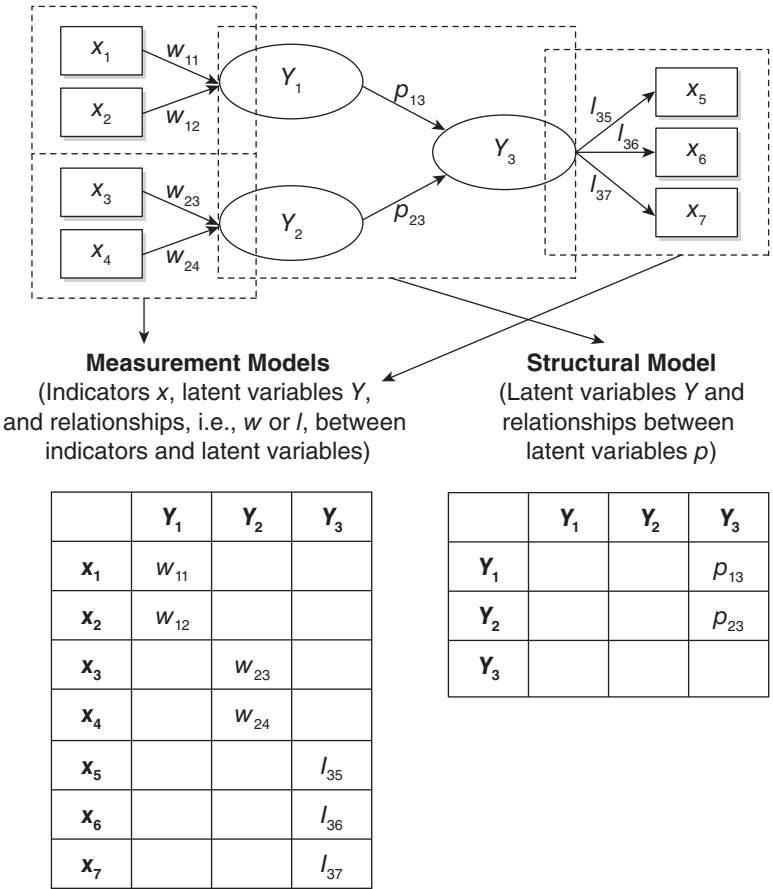 x₁ w₁₁
Y₁
x₂ w₁₂
p₁₃
x₅
l₃₅
Y₃
l₃₆
x₆
x₃ w₂₃
l₃₇
x₇
Y₂
p₂₃
x₄ w₂₄
Measurement Models
(Indicators x, latent variables Y,
and relationships, i.e., w or l, between
indicators and latent variables)
Structural Model
(Latent variables Y and
relationships between
latent variables p)
Y₁ Y₂ Y₃
x₁ w₁₁
x₂ w₁₂
x₃ w₂₃
x₄ w₂₄
x₅ l₃₅
x₆ l₃₆
x₇ l₃₇
Y₁ Y₂ Y₃
Y₁ p₁₃
Y₂ p₂₃
Y₃